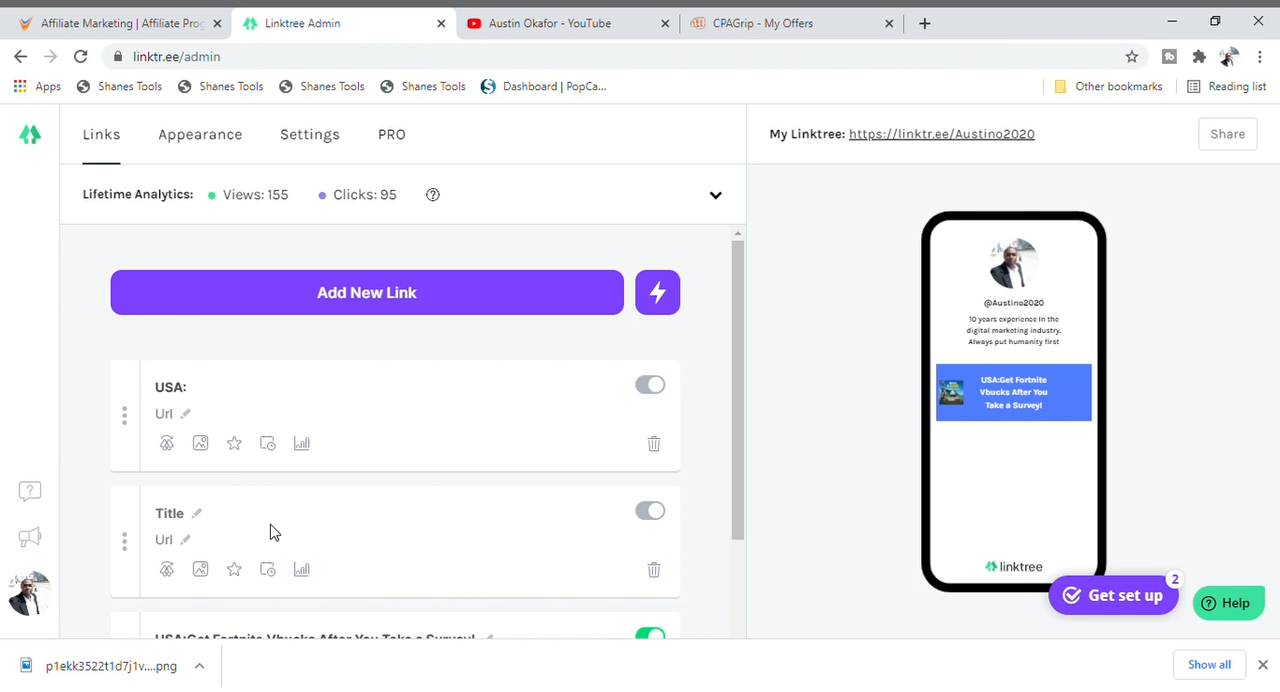 Affiliate Marketing | Affiliate Prog
Linktree Admin
Austin Okafor - YouTube
CPAGrip - My Offers
linktr.ee/admin
Apps
Shanes Tools
Shanes Tools
Shanes Tools
Shanes Tools
Dashboard | PopCa...
Other bookmarks
Reading list
Links
Appearance
Settings
PRO
My Linktree: https://linktr.ee/Austino2020
Share
Lifetime Analytics:
Views: 155
Clicks: 95
Add New Link
USA:
Url
Title
Url
USA:Get Fortnite Vbucks After You Take a Survey!
@Austino2020
10 years experience In the
digital marketing industry.
Always put humanity first
USA:Get Fortnite
Vbucks After You
Take a Survey!
linktree
Get set up
2
Help
p1ekk3522t1d7j1v....png
Show all